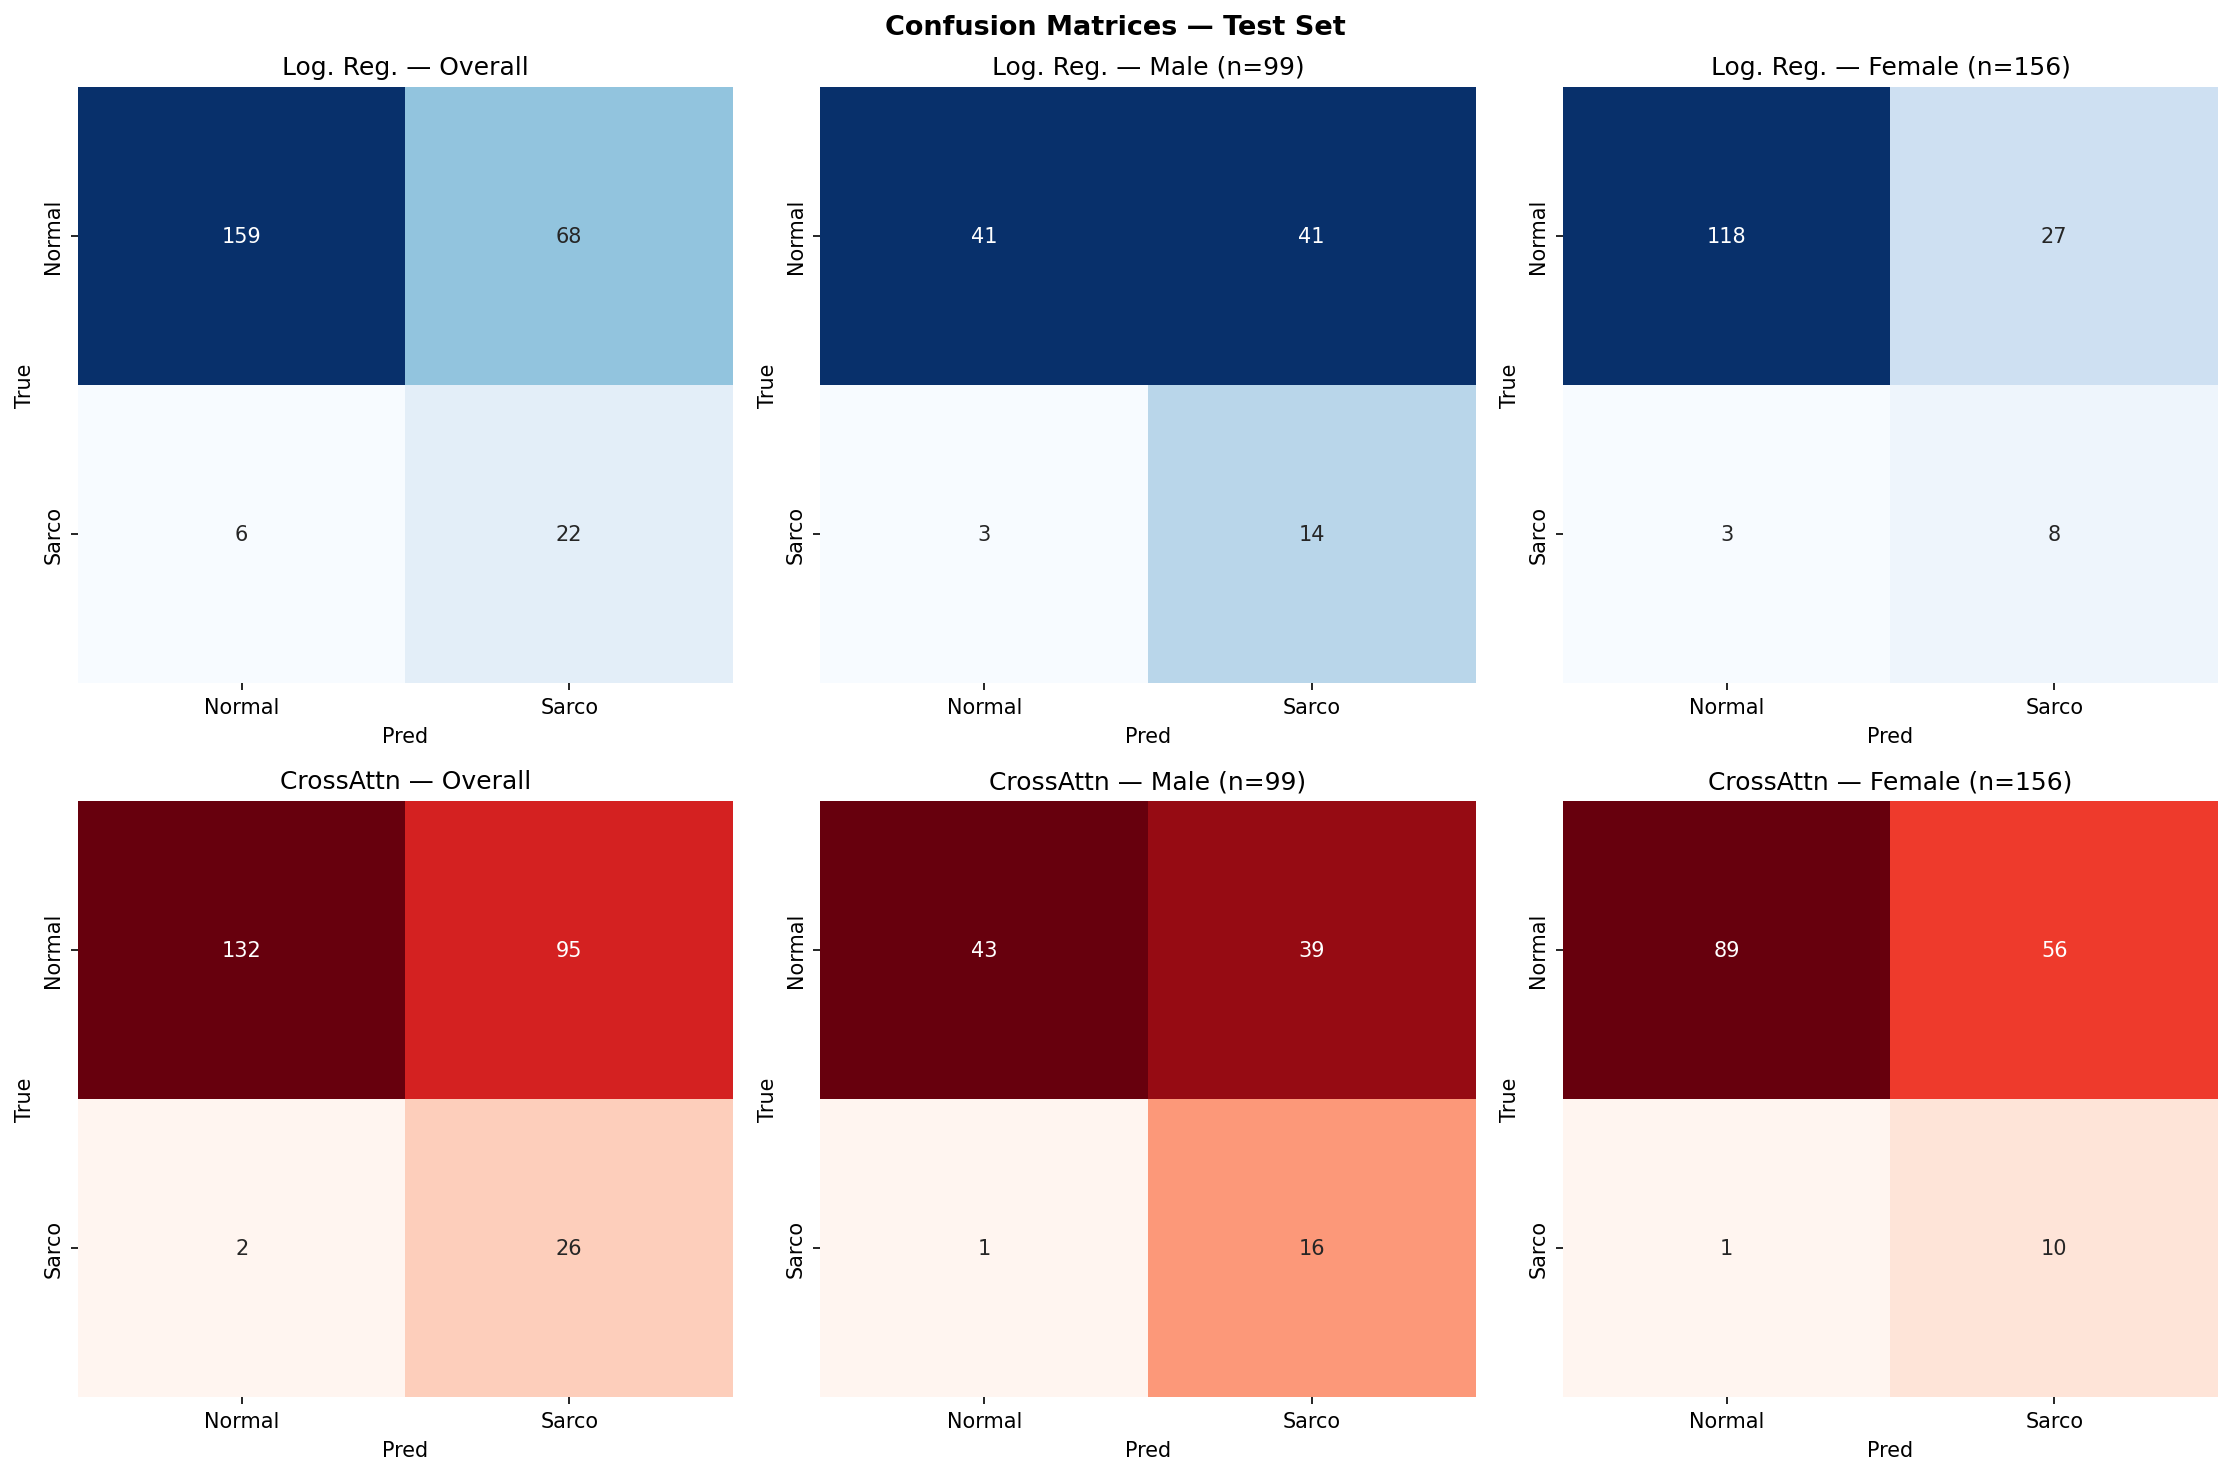 Confusion Matrices — Test Set
Log. Reg. — Overall
Normal
Sarco
True
159
68
6
22
Normal
Sarco
Pred
Log. Reg. — Male (n=99)
Normal
Sarco
True
41
41
3
14
Normal
Sarco
Pred
Log. Reg. — Female (n=156)
Normal
Sarco
True
118
27
3
8
Normal
Sarco
Pred
CrossAttn — Overall
Normal
Sarco
True
132
95
2
26
Normal
Sarco
Pred
CrossAttn — Male (n=99)
Normal
Sarco
True
43
39
1
16
Normal
Sarco
Pred
CrossAttn — Female (n=156)
Normal
Sarco
True
89
56
1
10
Normal
Sarco
Pred